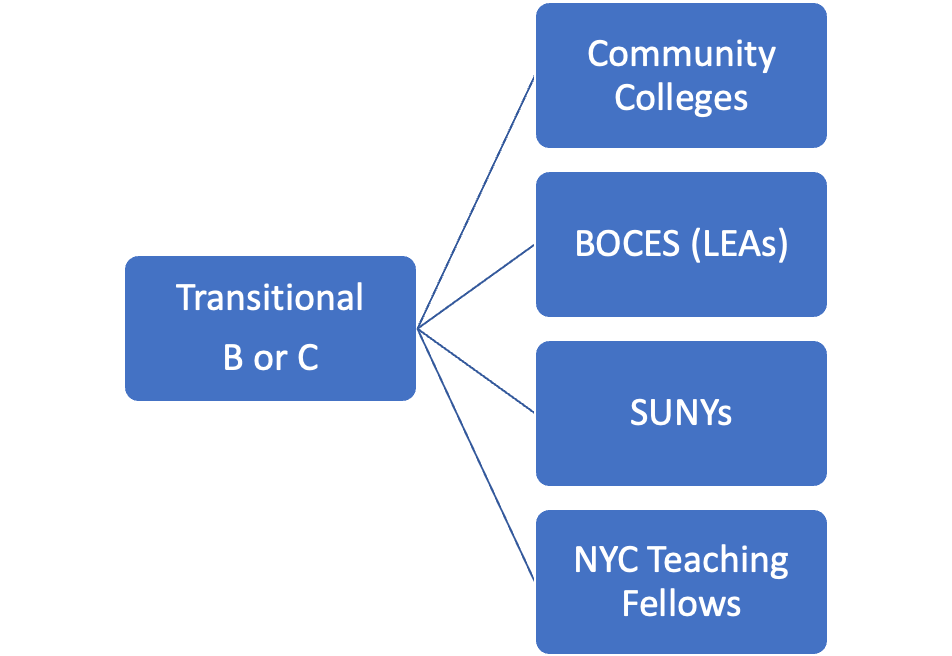 Transitional
B or C
Community
Colleges
BOCES (LEAs)
SUNYs
NYC Teaching
Fellows